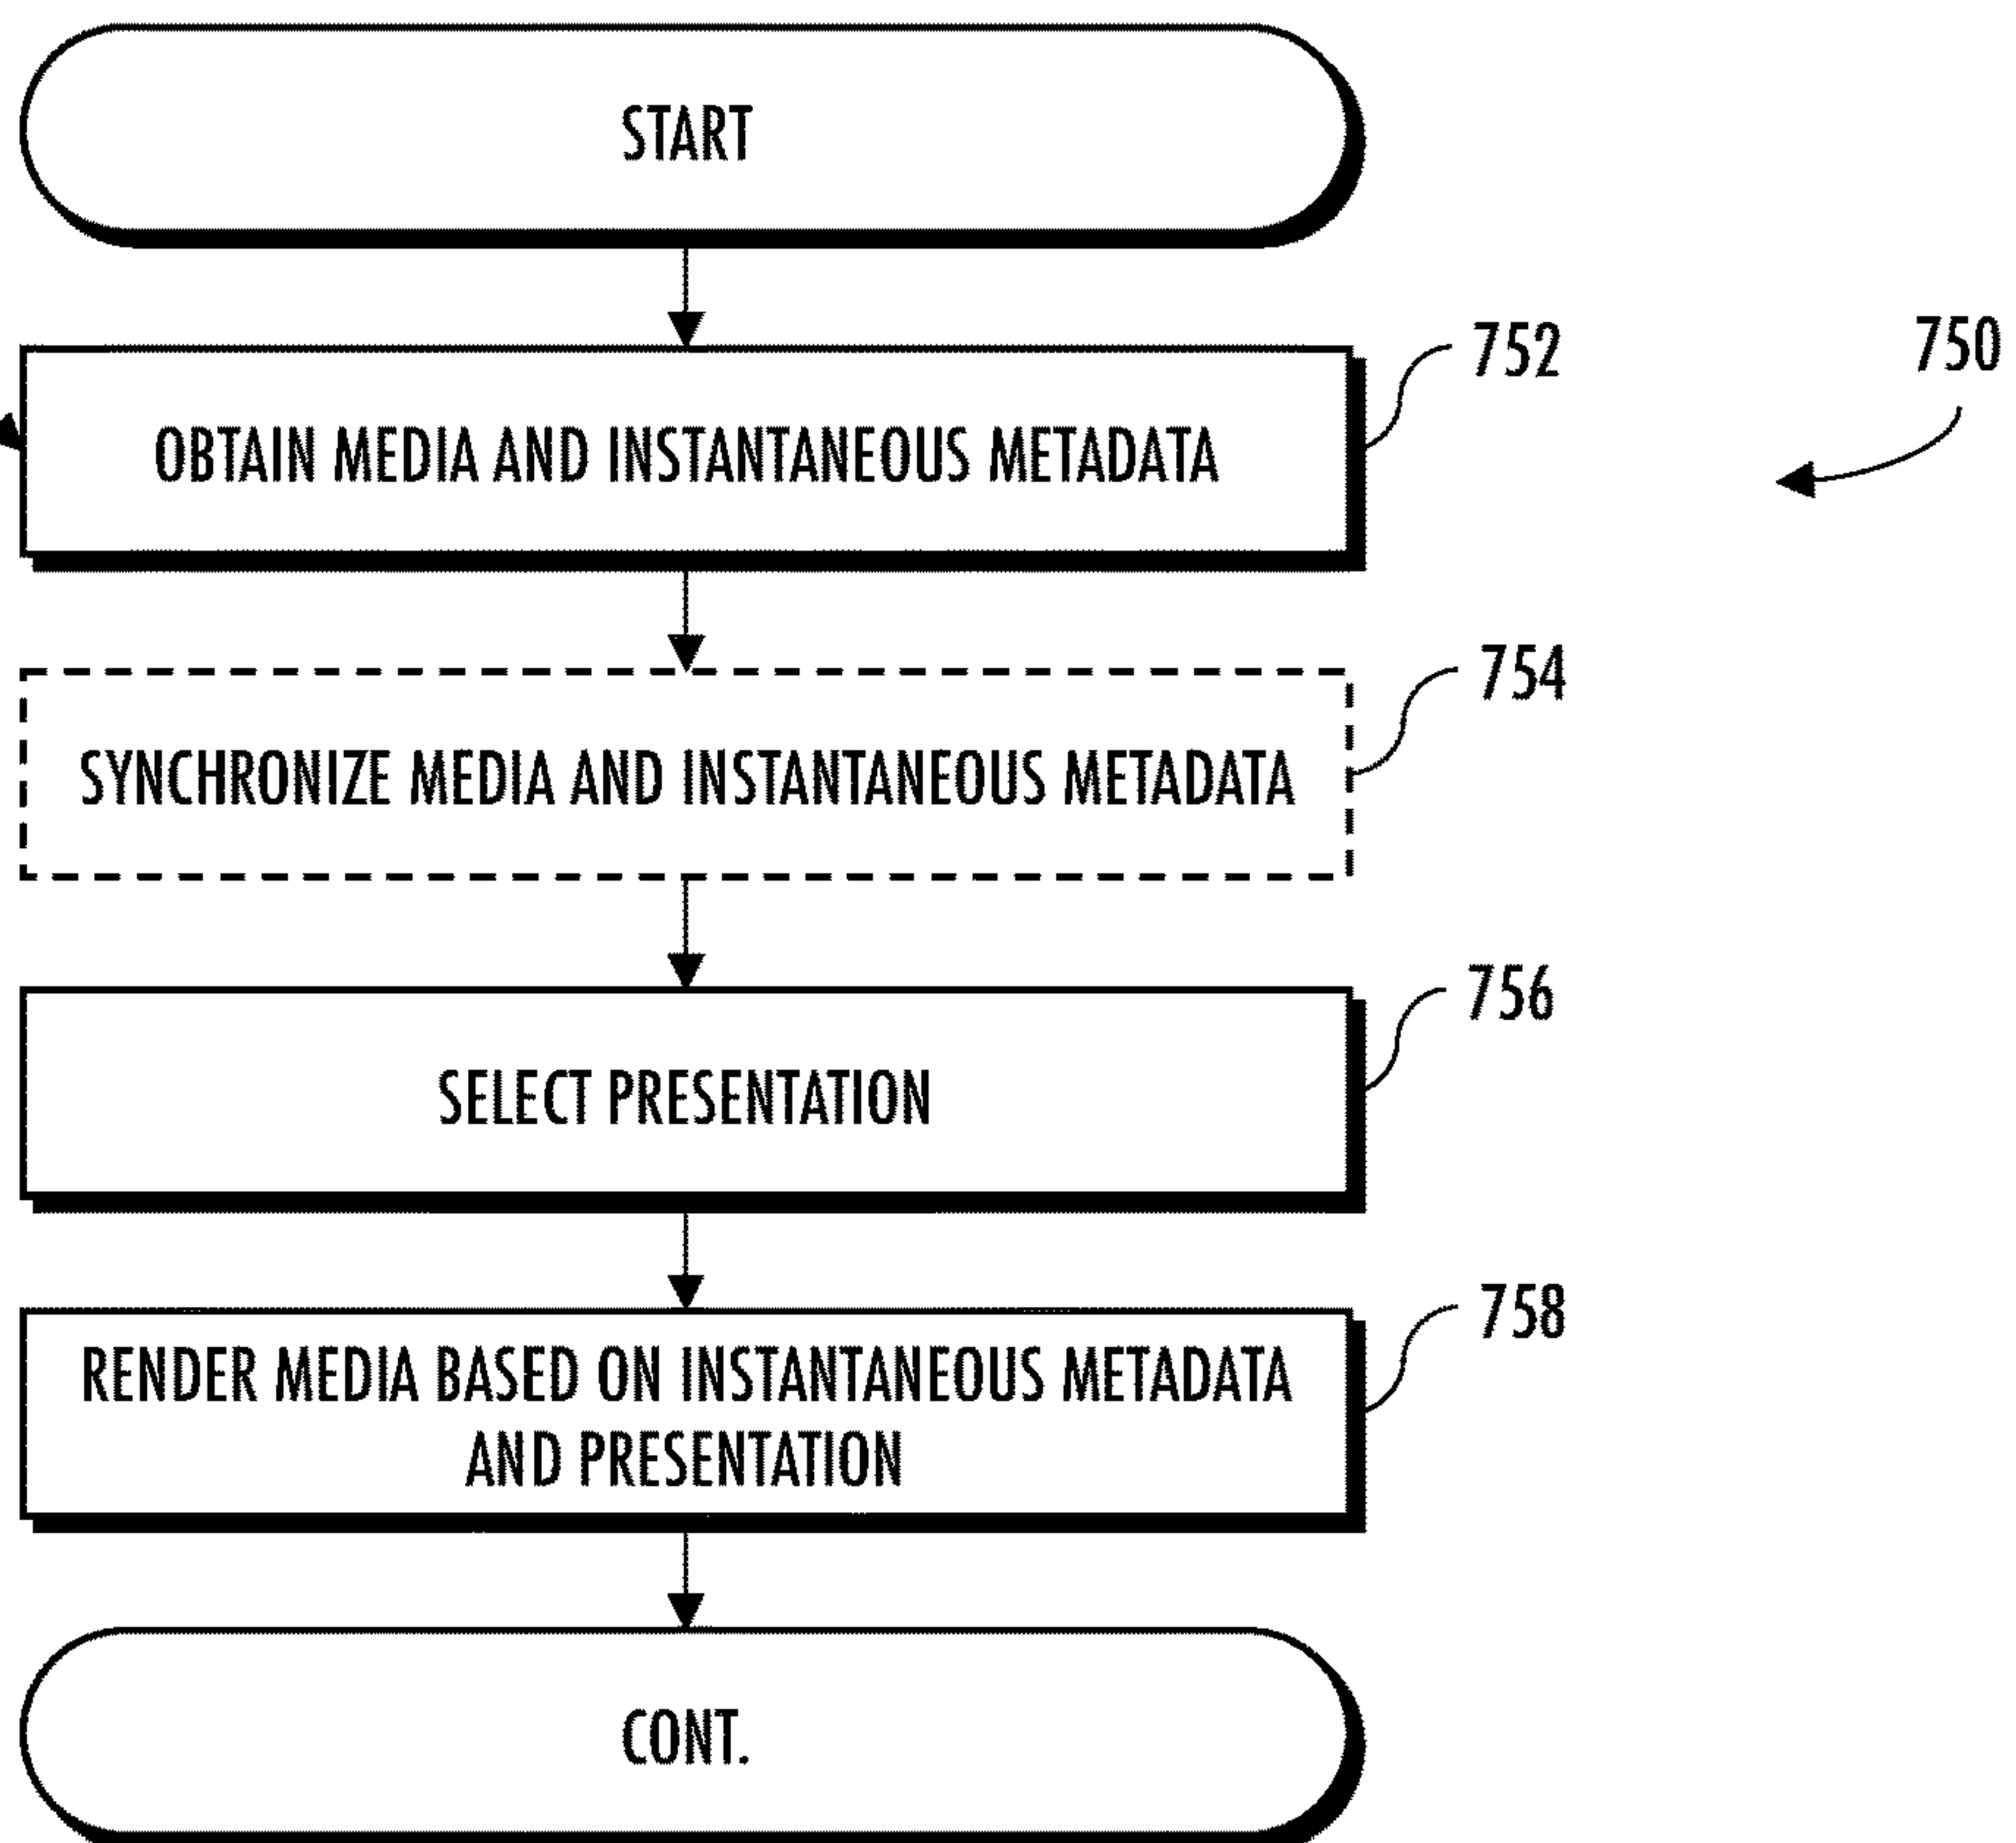 START
752
750
OBTAIN MEDIA AND INSTANTANEOUS METADATA
754
SYNCHRONIZE MEDIA AND INSTANTANEOUS METADATA
756
SELECT PRESENTATION
758
RENDER MEDIA BASED ON INSTANTANEOUS METADATA
AND PRESENTATION
CONT.